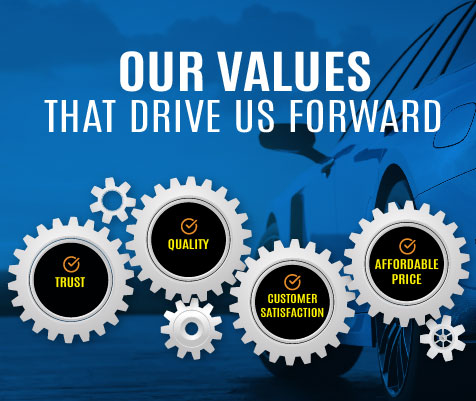 OUR VALUES
THAT DRIVE US FORWARD
TRUST
QUALITY
CUSTOMER
SATISFACTION
AFFORDABLE
PRICE